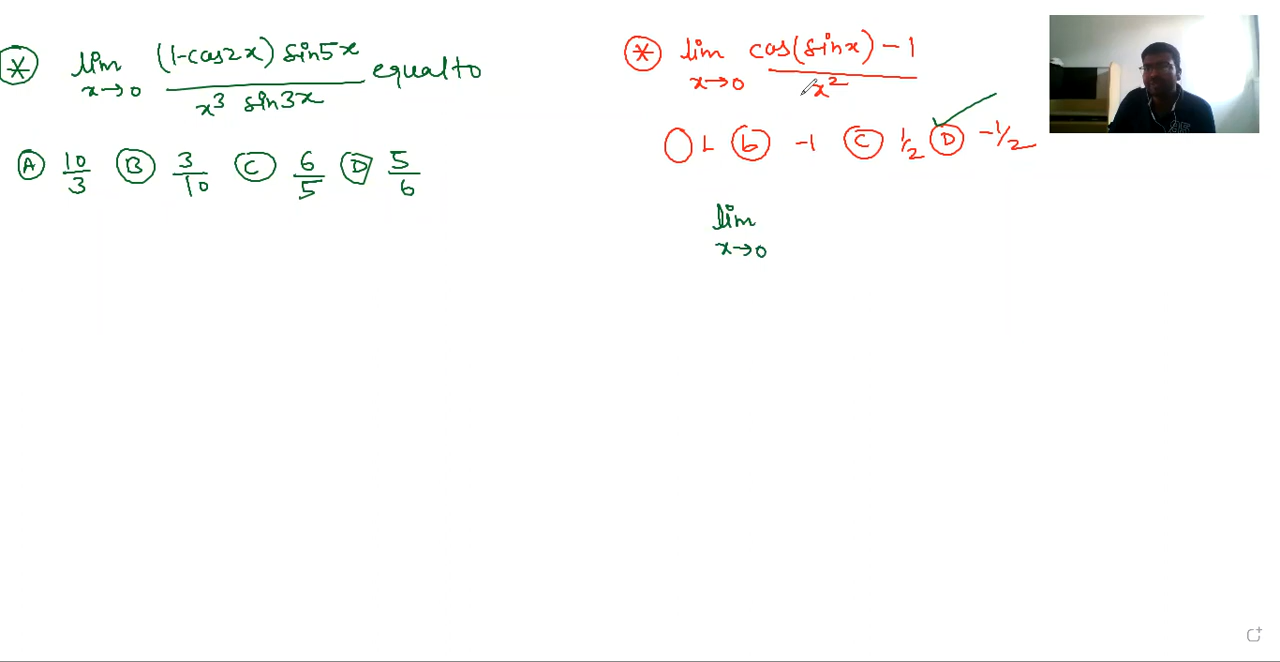 * lim x→0 (1-cos2x) sin5x / x³ sin3x equal to
A 10/3 B 3/10 C 6/5 D 5/6
* lim x→0 cos(sinx) - 1 / x²
1 b -1 C 1/2 D -1/2
lim x→0